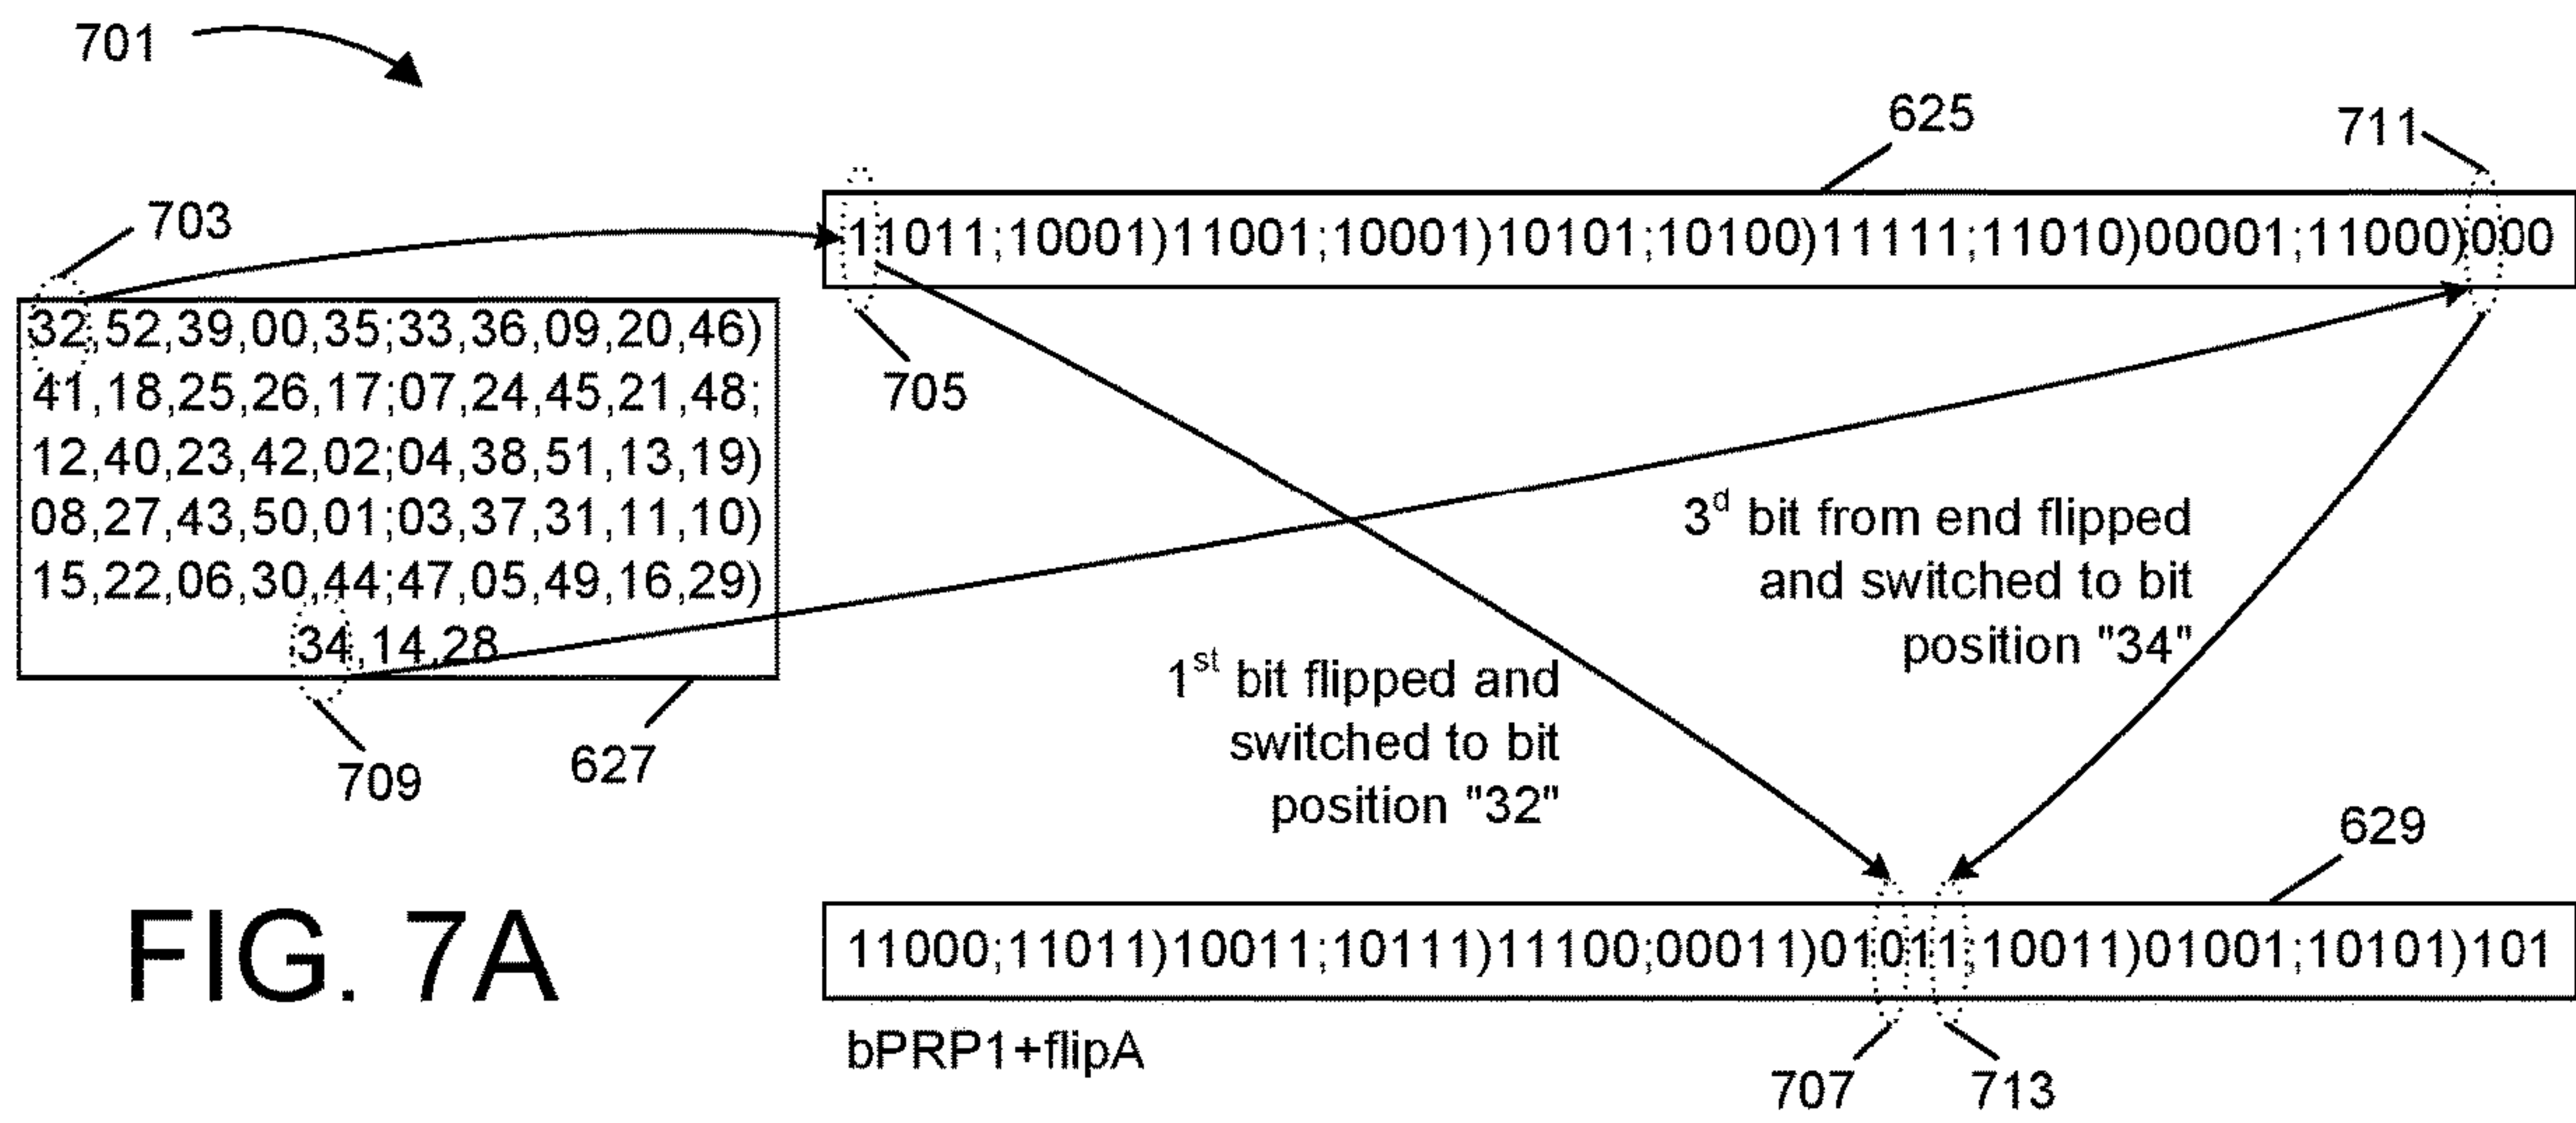 701
625
711
703
11011;10001)11001;10001)10101;10100)11111;11010)00001;11000)000
32,52,39,00,35;33,36,09,20,46)
41,18,25,26,17;07,24,45,21,48;
12,40,23,42,02;04,38,51,13,19)
08,27,43,50,01;03,37,31,11,10)
15,22,06,30,44;47,05,49,16,29)
34,14,28
705
709
627
3d bit from end flipped
and switched to bit
position "34"
1st bit flipped and
switched to bit
position "32"
629
11000;11011)10011;10111)11100;00011)01011;10011)01001;10101)101
bPRP1+flipA
707
713
FIG. 7A